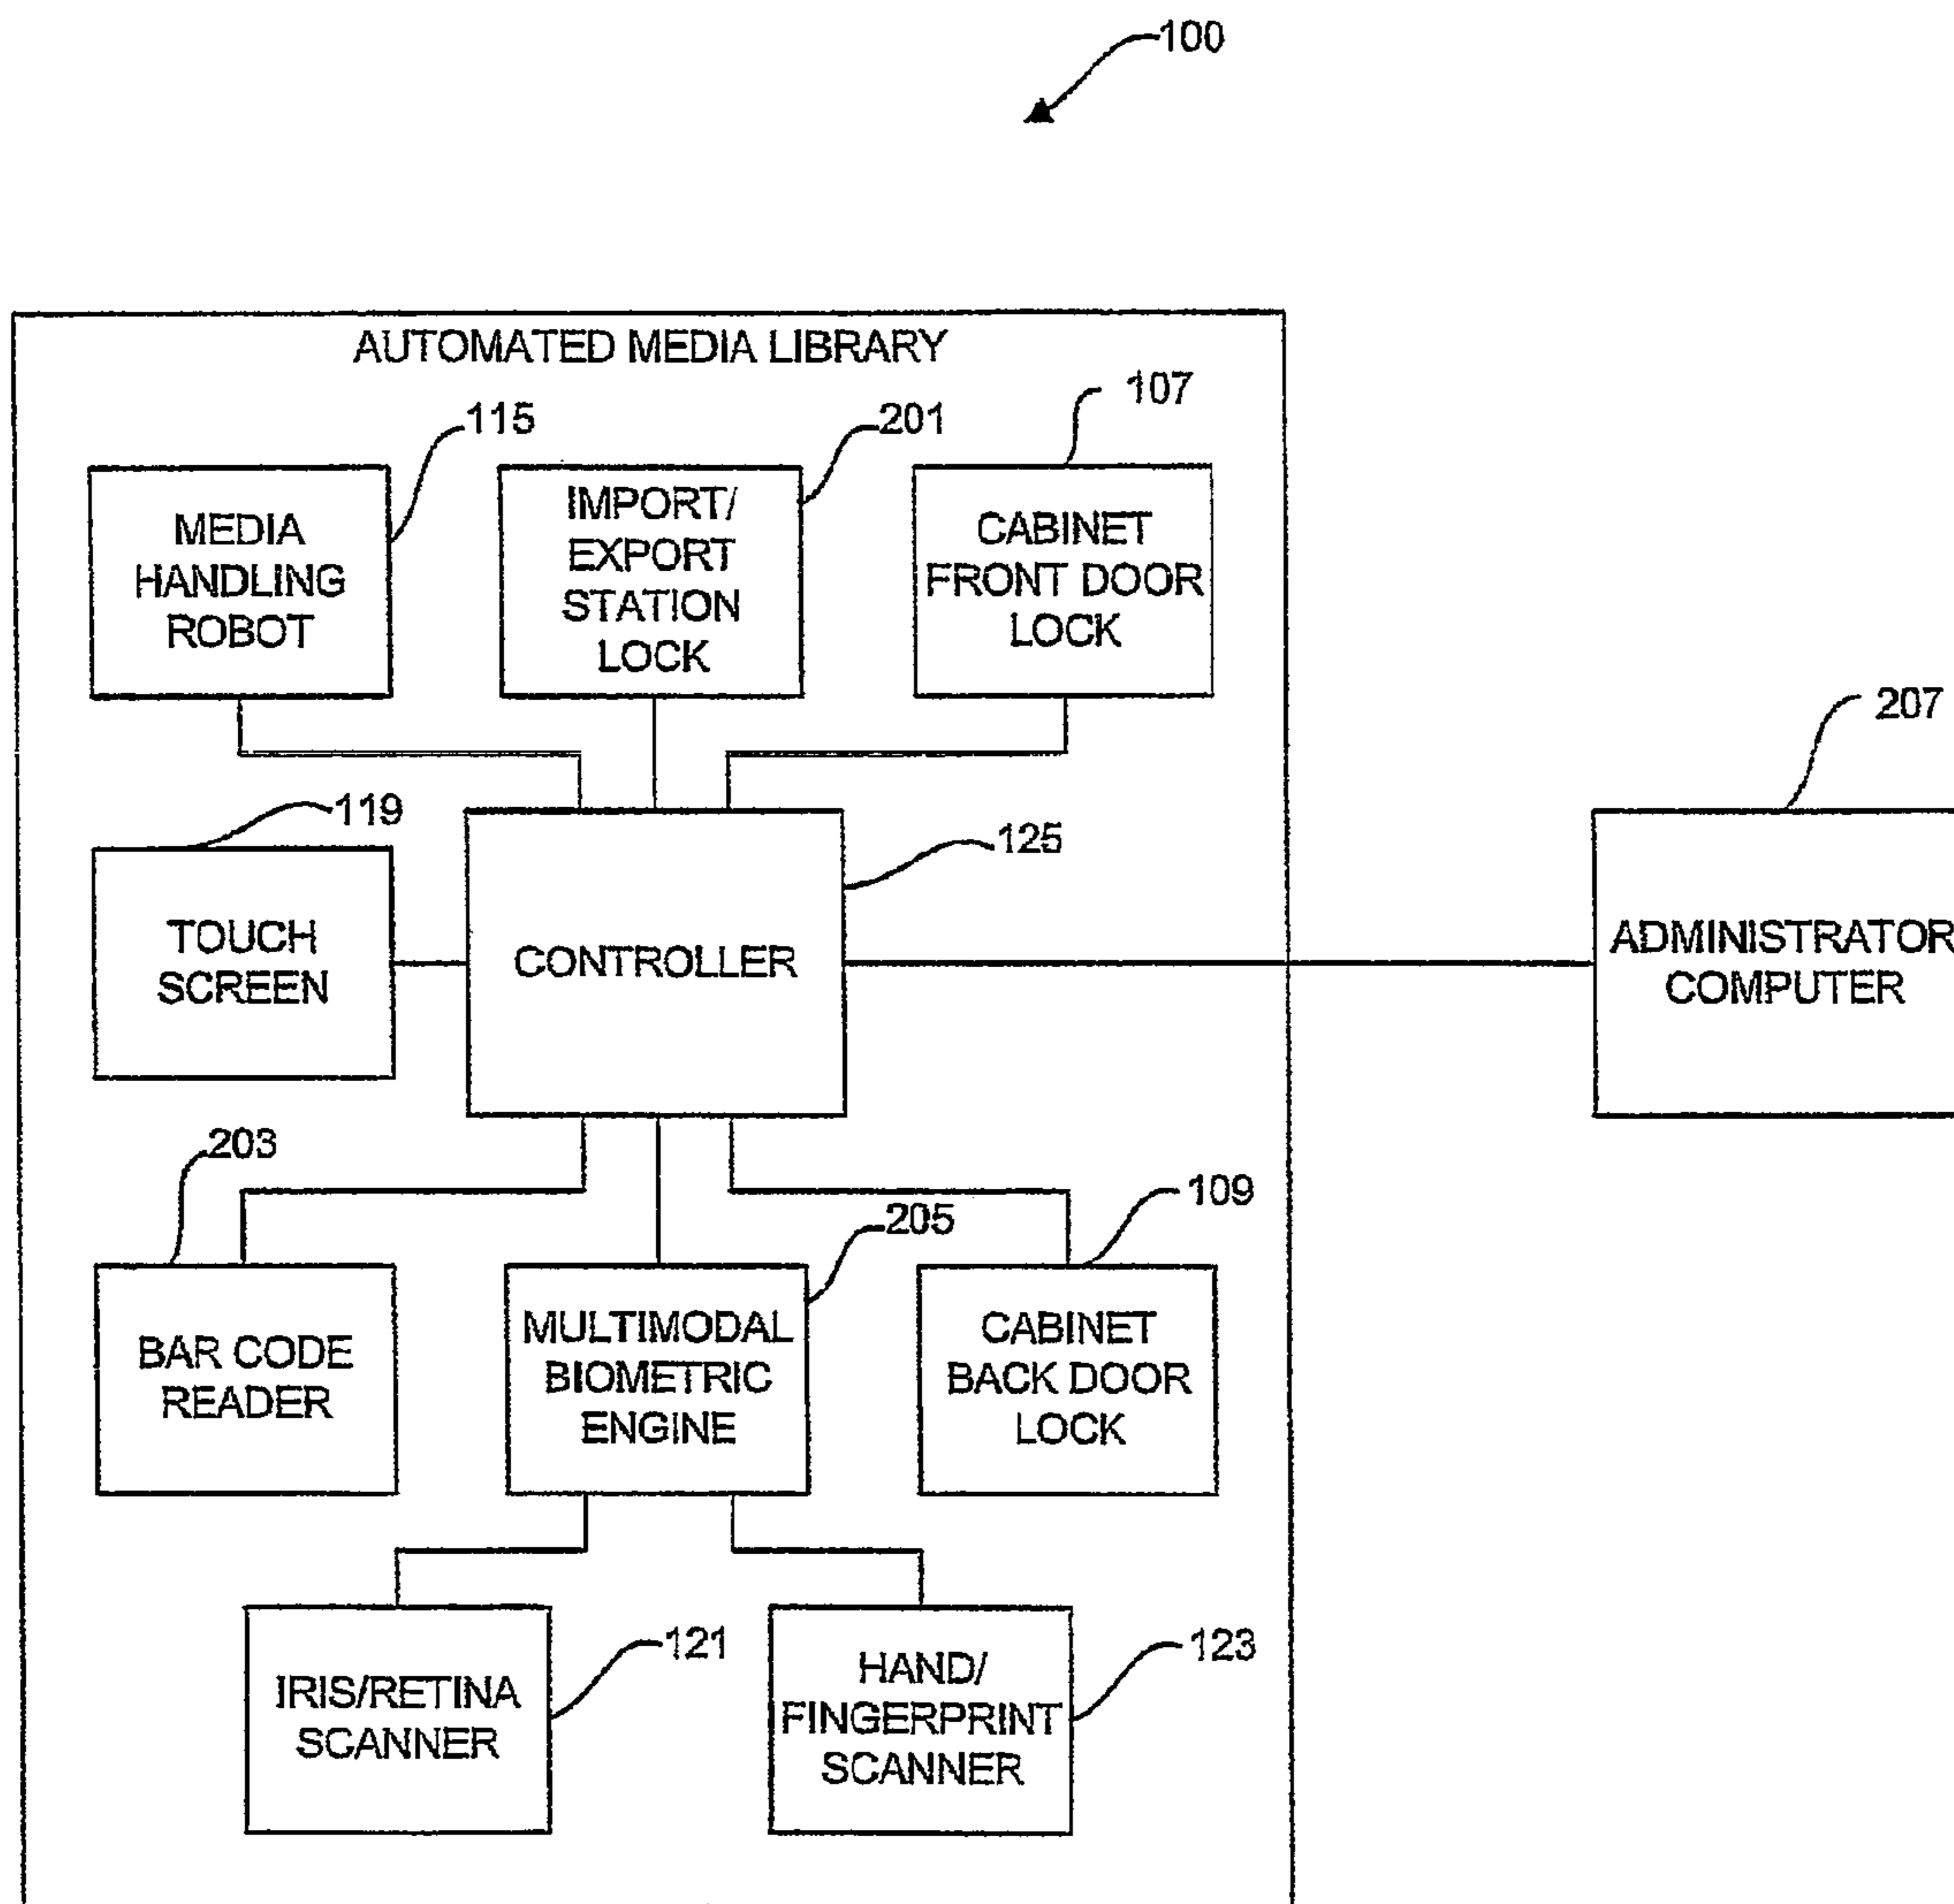 100
AUTOMATED MEDIA LIBRARY
107
115
201
MEDIA
HANDLING
ROBOT
IMPORT/
EXPORT
STATION
LOCK
CABINET
FRONT DOOR
LOCK
207
119
125
TOUCH
SCREEN
CONTROLLER
ADMINISTRATOR
COMPUTER
203
109
205
BAR CODE
READER
MULTIMODAL
BIOMETRIC
ENGINE
CABINET
BACK DOOR
LOCK
121
123
IRIS/RETINA
SCANNER
HAND/
FINGERPRINT
SCANNER